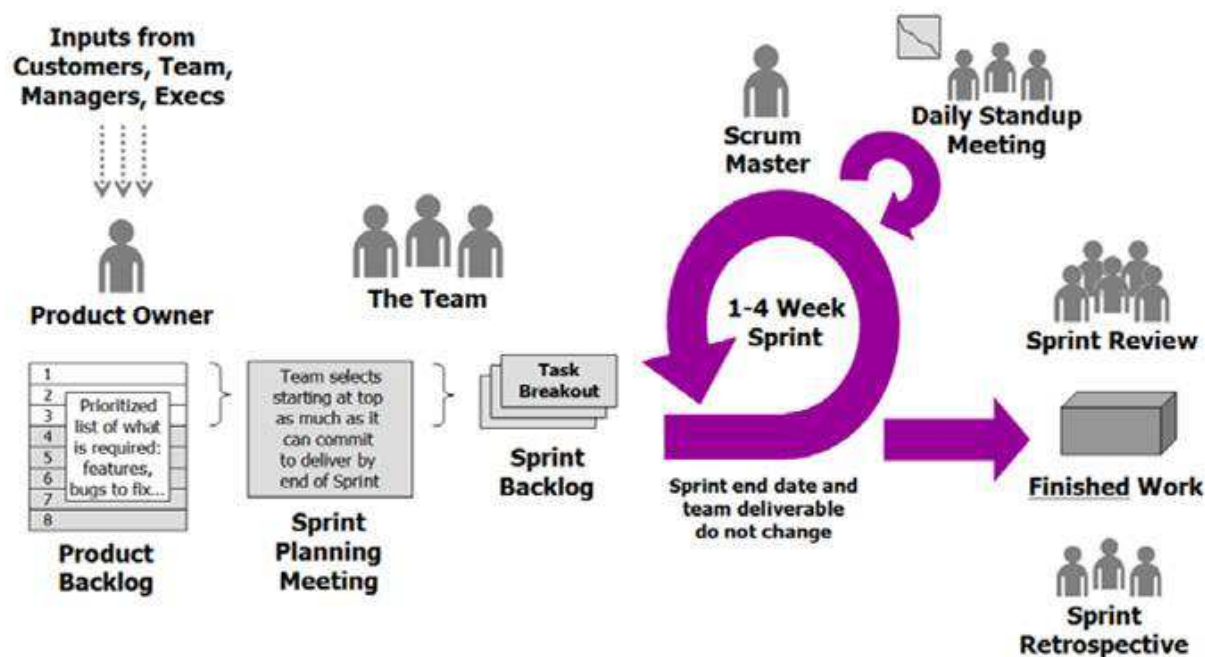 Inputs from
Customers, Team,
Managers, Execs
Product Owner
The Team
Scrum
Master
Daily Standup
Meeting
1
2
3
4
5
6
7
8
Prioritized
list of what
is required:
features,
bugs to fix...
Product
Backlog
Team selects
starting at top
as much as it
can commit
to deliver by
end of Sprint
Sprint
Planning
Meeting
Task
Breakout
Sprint
Backlog
1-4 Week
Sprint
Sprint end date and
team deliverable
do not change
Sprint Review
Finished Work
Sprint
Retrospective